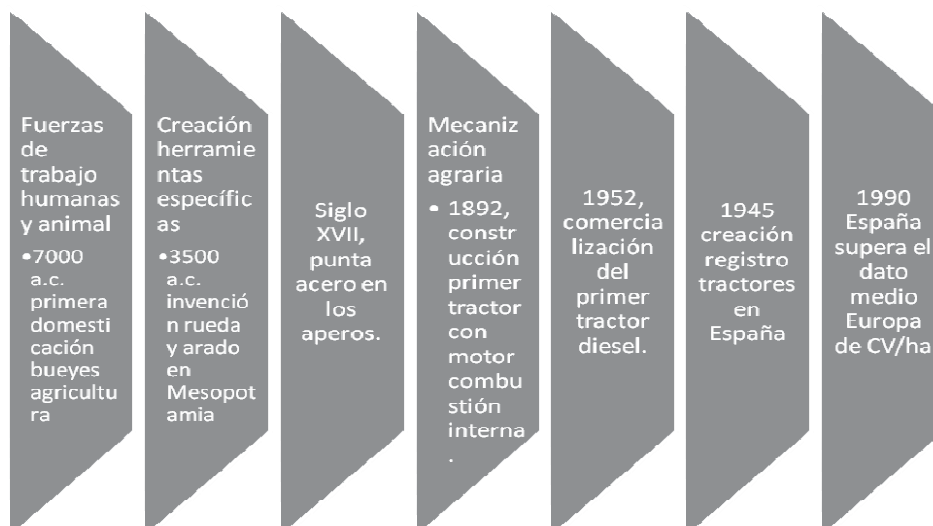 Fuerzas
de
trabajo
humanas
y animal
•7000
a.c.
primera
domesti
cación
bueyes
agricultu
ra
Creación
herramie
ntas
específic
as
•3500
a.c.
invenció
n rueda
y arado
en
Mesopot
amia
Siglo
XVII,
punta
acero en
los
aperos.
Mecaniz
ación
agraria
• 1892,
constr
ucción
primer
tractor
con
motor
combu
stión
interna
.
1952,
comercia
lización
del
primer
tractor
diesel.
1945
creación
registro
tractores
en
España
1990
España
supera el
dato
medio
Europa
de CV/ha